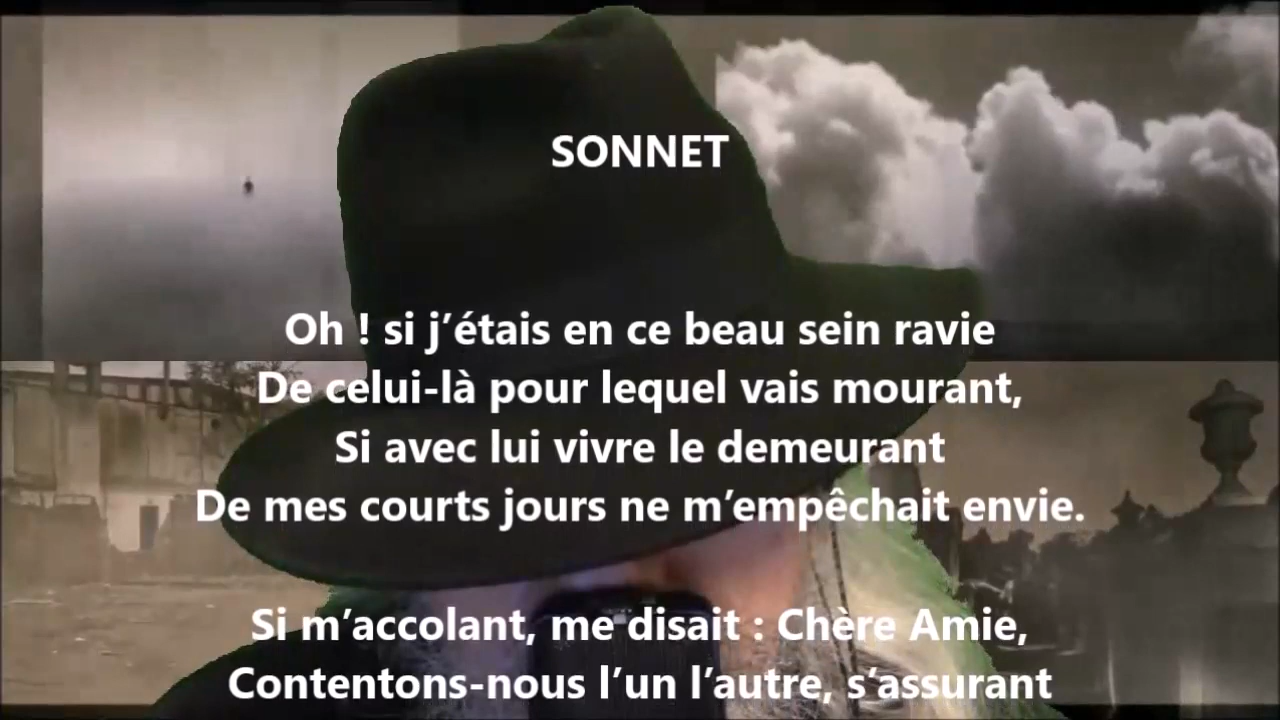 SONNET
Oh ! si j’étais en ce beau sein ravie
De celui-là pour lequel vais mourant,
Si avec lui vivre le demeurant
De mes courts jours ne m’empêchait envie.
Si m’accolant, me disait : Chère Amie,
Contentons-nous l’un l’autre, s’assurant